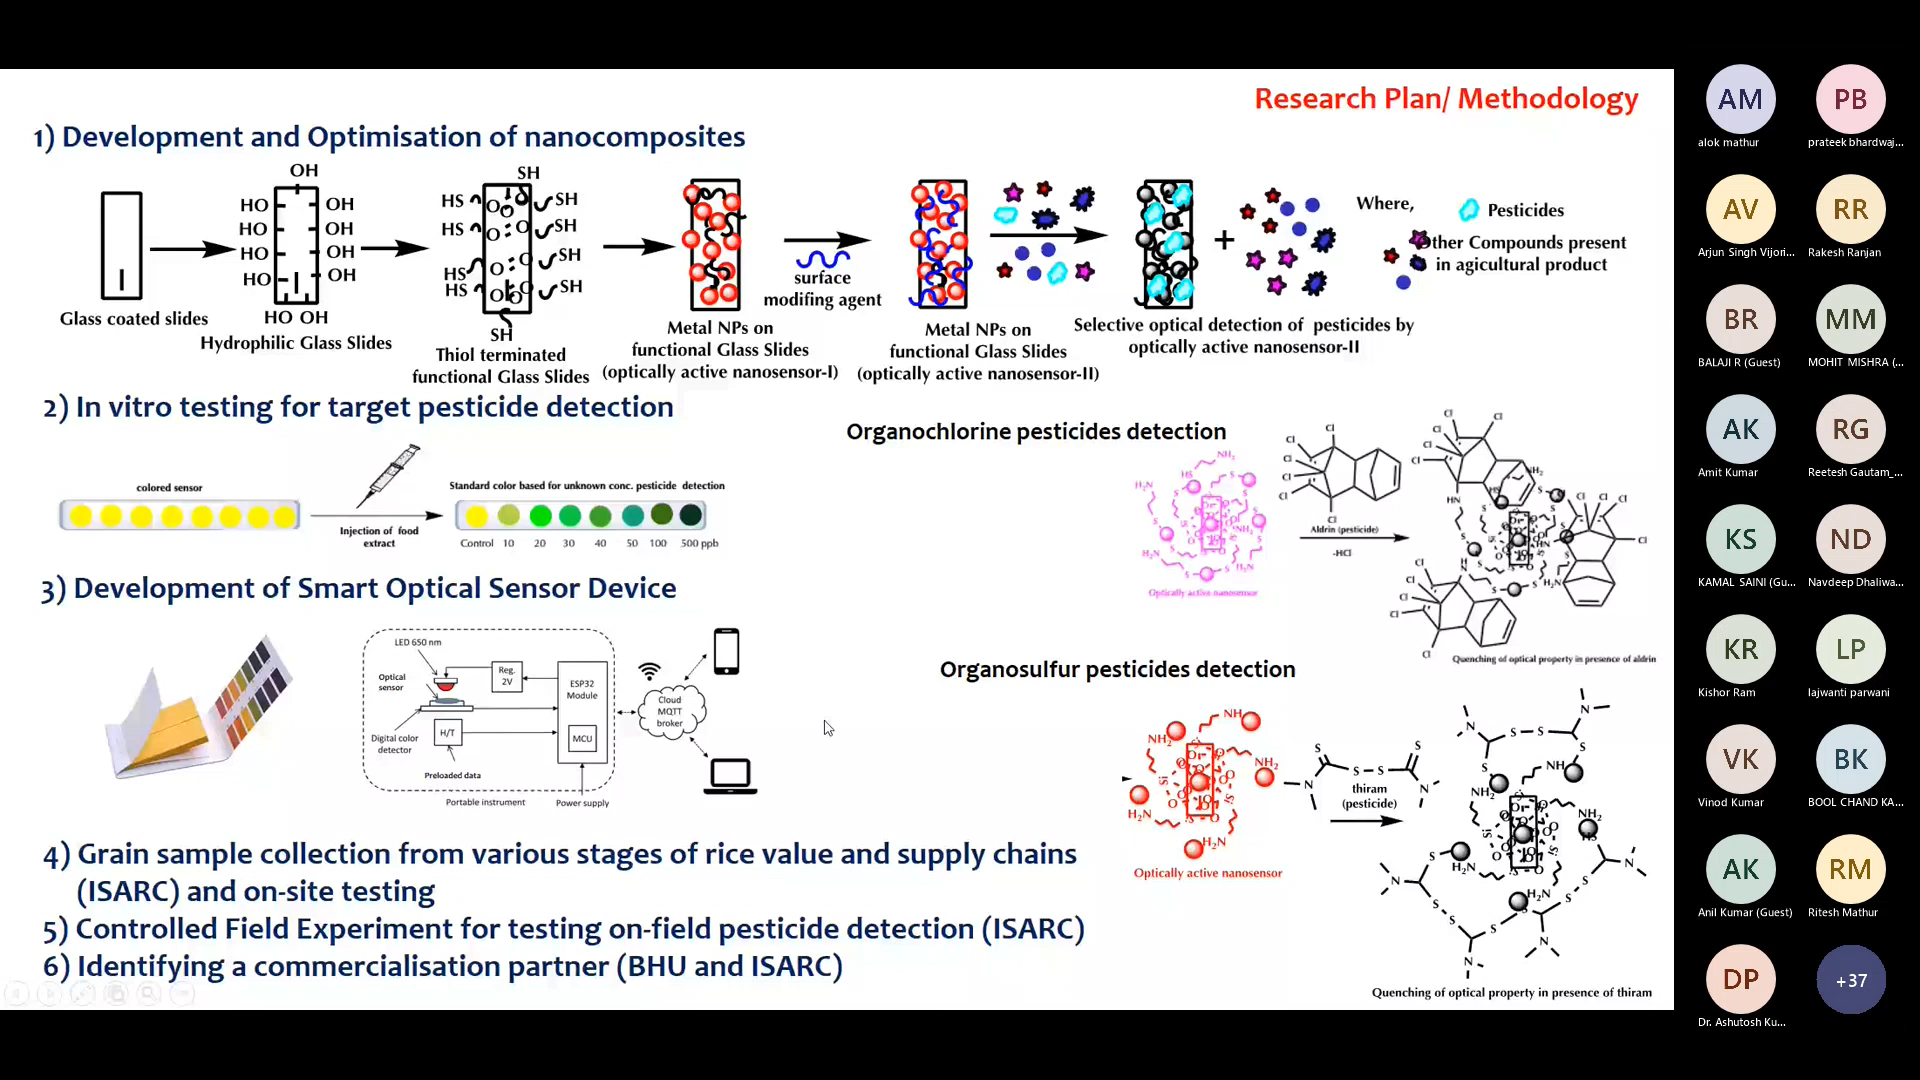 Research Plan/ Methodology
1) Development and Optimisation of nanocomposites
OH
HO OH
HO OH
HO OH
HO OH
HO OH
Glass coated slides
Hydrophilic Glass Slides
SH
HS SH
HS SH
HS SH
HS SH
SH
Thiol terminated
functional Glass Slides
Metal NPs on
functional Glass Slides
(optically active nanosensor-I)
surface
modifing agent
Metal NPs on
functional Glass Slides
(optically active nanosensor-II)
Selective optical detection of pesticides by
optically active nanosensor-II
+
Where,
Pesticides
Other Compounds present
in agicultural product
2) In vitro testing for target pesticide detection
colored sensor
Injection of food
extract
Standard color based for unknown conc. pesticide detection
Control 10 20 30 40 50 100 500 ppb
Organochlorine pesticides detection
Optically active nanosensor
Aldrin (pesticide)
-HCl
Quenching of optical property in presence of aldrin
3) Development of Smart Optical Sensor Device
LED 650 nm
Optical
sensor
Reg.
2V
ESP32
Module
MCU
H/T
Digital color
detector
Preloaded data
Portable instrument
Power supply
Cloud
MQTT
broker
Organosulfur pesticides detection
Optically active nanosensor
thiram
(pesticide)
Quenching of optical property in presence of thiram
4) Grain sample collection from various stages of rice value and supply chains
(ISARC) and on-site testing
5) Controlled Field Experiment for testing on-field pesticide detection (ISARC)
6) Identifying a commercialisation partner (BHU and ISARC)
AM PB
alok mathur prateek bhardwaj...
AV RR
Arjun Singh Vijori... Rakesh Ranjan
BR MM
BALAJI R (Guest) MOHIT MISHRA (...
AK RG
Amit Kumar Reetesh Gautam_...
KS ND
KAMAL SAINI (Gu... Navdeep Dhaliwa...
KR LP
Kishor Ram lajwanti parwani
VK BK
Vinod Kumar BOOL CHAND KA...
AK RM
Anil Kumar (Guest) Ritesh Mathur
DP +37
Dr. Ashutosh Ku...